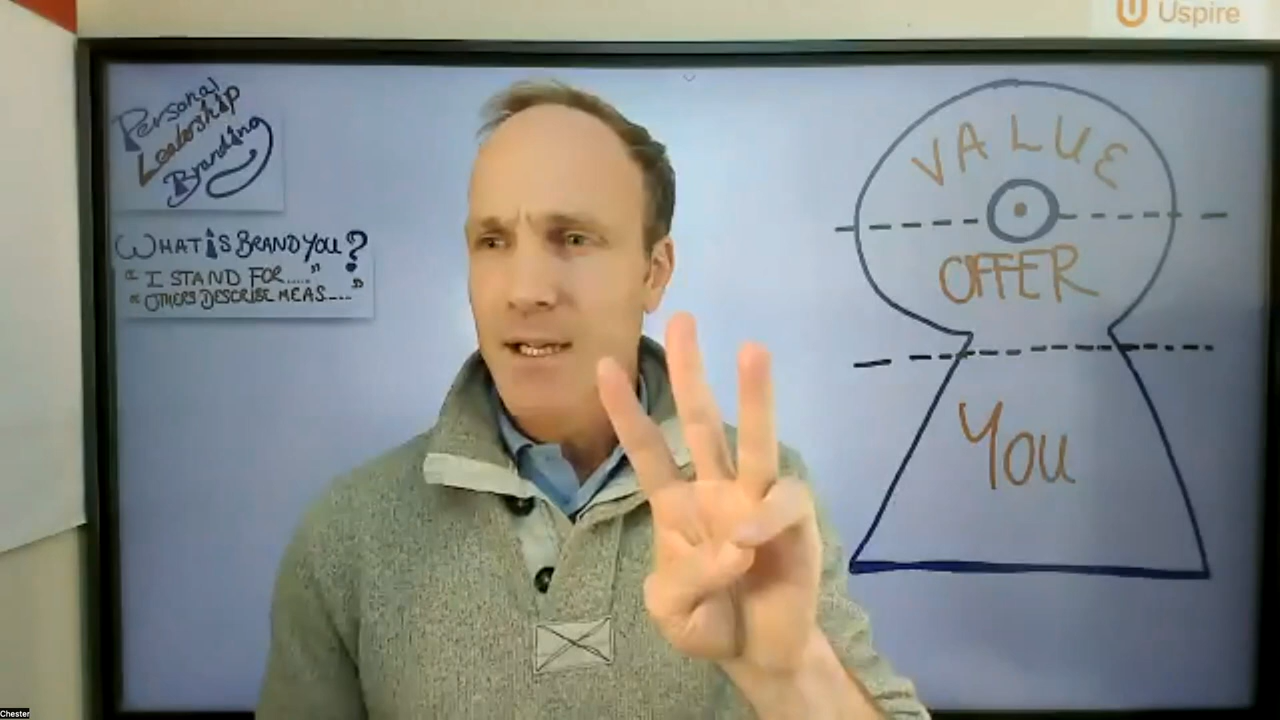 Uspire
Personal
Leadership
Branding
WHAT IS BRAND YOU?
"I STAND FOR....."
"OTHERS DESCRIBE ME AS....."
VALUE
OFFER
YOU
Chester